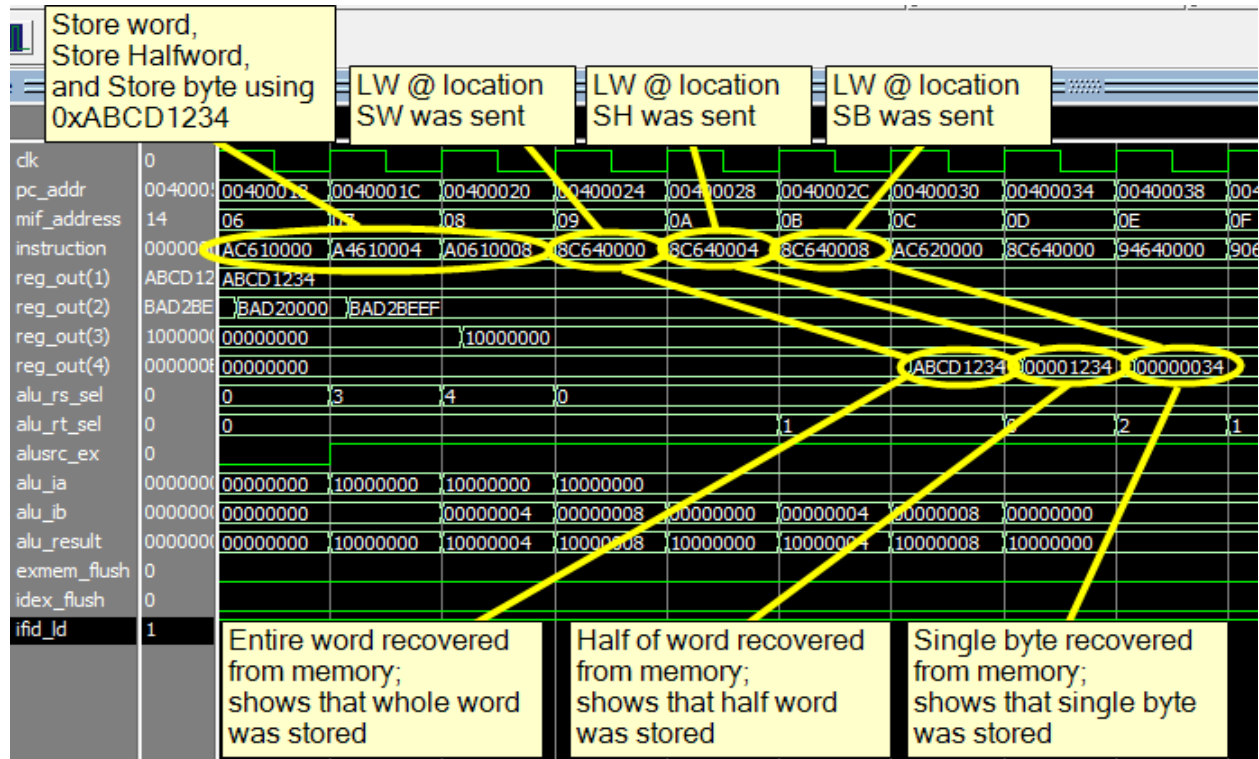 Store word,
Store Halfword,
and Store byte using
0xABCD1234
LW @ location
SW was sent
LW @ location
SH was sent
LW @ location
SB was sent
clk 0
pc_addr 0040001C 00400020 00400024 00400028 0040002C 00400030 00400034 00400038
mif_address 14 06 08 09 0A 0B 0C 0D 0E 0F
instruction AC610000 A4610004 A0610008 8C640000 8C640004 8C640008 AC620000 8C640000 94640000
reg_out(1) ABCD12 ABCD1234
reg_out(2) BAD2BE BAD20000 BAD2BEEF
reg_out(3) 1000000 00000000 10000000
reg_out(4) 00000000 ABCD1234 00001234 00000034
alu_rs_sel 0 0 3 4 0
alu_rt_sel 0 0 1 0 2 1
alusrc_ex 0
alu_ia 0000000 00000000 10000000 10000000 10000000
alu_ib 0000000 00000000 00000004 00000008 00000000 00000004 00000008 00000000
alu_result 0000000 00000000 10000000 10000004 10000008 10000000 10000004 10000008 10000000
exmem_flush 0
idex_flush 0
ifid_ld 1
Entire word recovered
from memory;
shows that whole word
was stored
Half of word recovered
from memory;
shows that half word
was stored
Single byte recovered
from memory;
shows that single byte
was stored